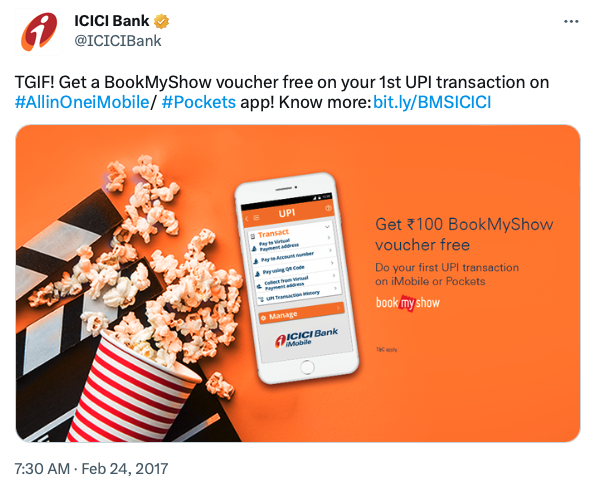 ICICI Bank
@ICICIBank
TGIF! Get a BookMyShow voucher free on your 1st UPI transaction on
#AllinOneiMobile/ #Pockets app! Know more:bit.ly/BMSICICI
UPI
Transact
Pay to Virtual
Payment address
Pay to Account Number
Pay using QR Code
Collect from Virtual
Payment address
UPI Transaction History
Manage
ICICI Bank
iMobile
Get ₹100 BookMyShow
voucher free
Do your first UPI transaction
on iMobile or Pockets
book my show
7:30 AM · Feb 24, 2017